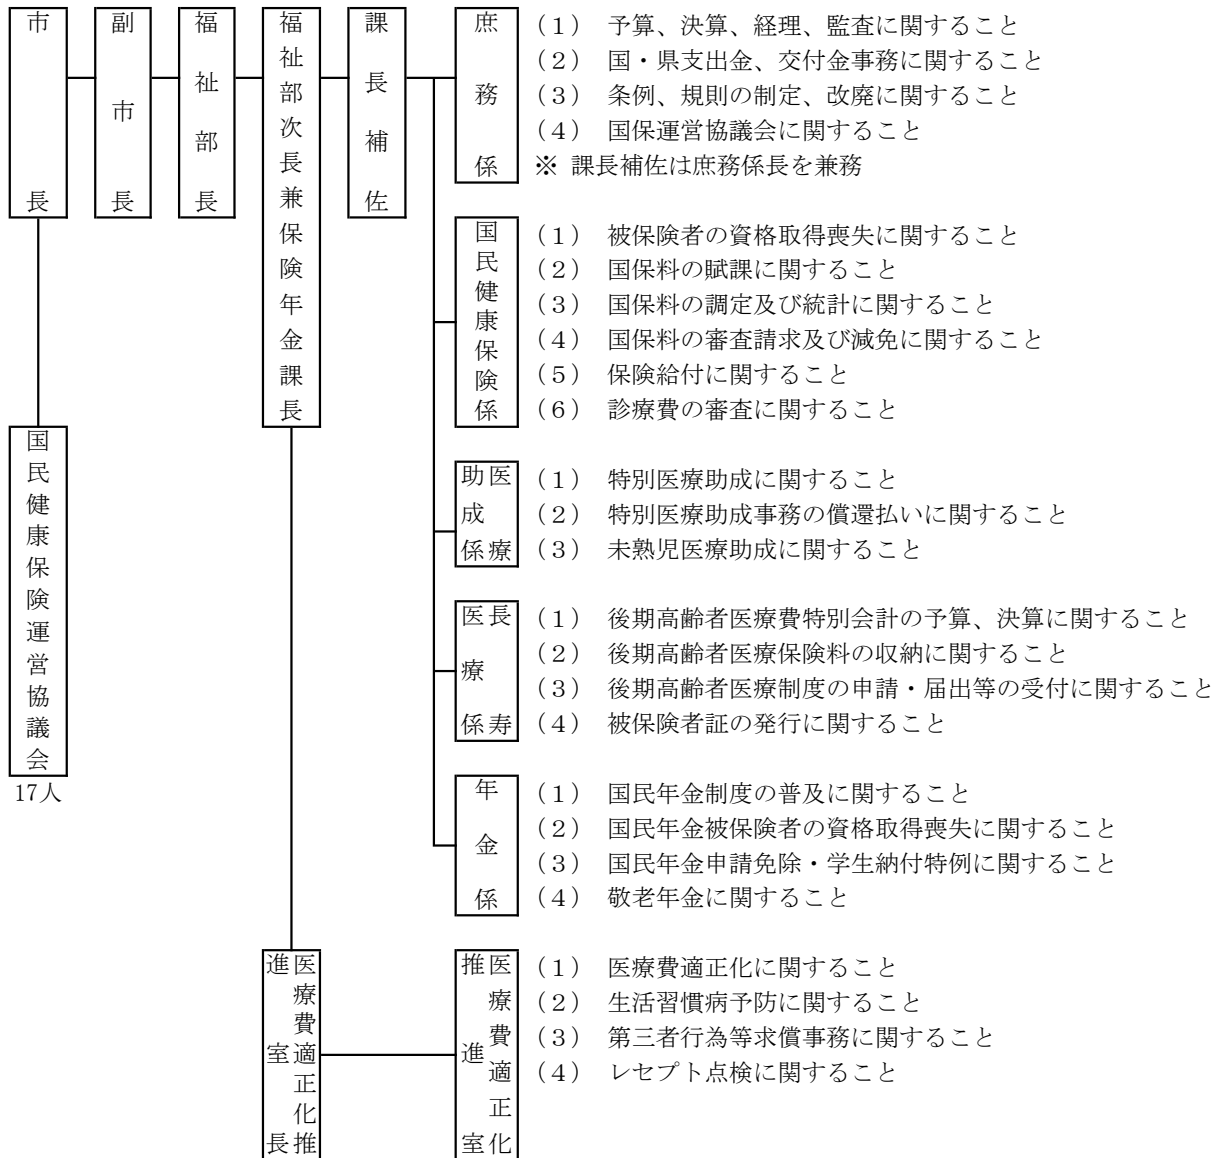 市長
副市長
福祉部長
福祉部次長兼保険年金課長
課長補佐
庶務係
（１） 予算、決算、経理、監査に関すること
（２） 国・県支出金、交付金事務に関すること
（３） 条例、規則の制定、改廃に関すること
（４） 国保運営協議会に関すること
※ 課長補佐は庶務係長を兼務
国民健康保険係
（１） 被保険者の資格取得喪失に関すること
（２） 国保料の賦課に関すること
（３） 国保料の調定及び統計に関すること
（４） 国保料の審査請求及び減免に関すること
（５） 保険給付に関すること
（６） 診療費の審査に関すること
国民健康保険運営協議会
17人
医療助成係
（１） 特別医療助成に関すること
（２） 特別医療助成事務の償還払いに関すること
（３） 未熟児医療助成に関すること
長寿医療係
（１） 後期高齢者医療費特別会計の予算、決算に関すること
（２） 後期高齢者医療保険料の収納に関すること
（３） 後期高齢者医療制度の申請・届出等の受付に関すること
（４） 被保険者証の発行に関すること
年金係
（１） 国民年金制度の普及に関すること
（２） 国民年金被保険者の資格取得喪失に関すること
（３） 国民年金申請免除・学生納付特例に関すること
（４） 敬老年金に関すること
医療費適正化推進室長
医療費適正化推進室
（１） 医療費適正化に関すること
（２） 生活習慣病予防に関すること
（３） 第三者行為等求償事務に関すること
（４） レセプト点検に関すること